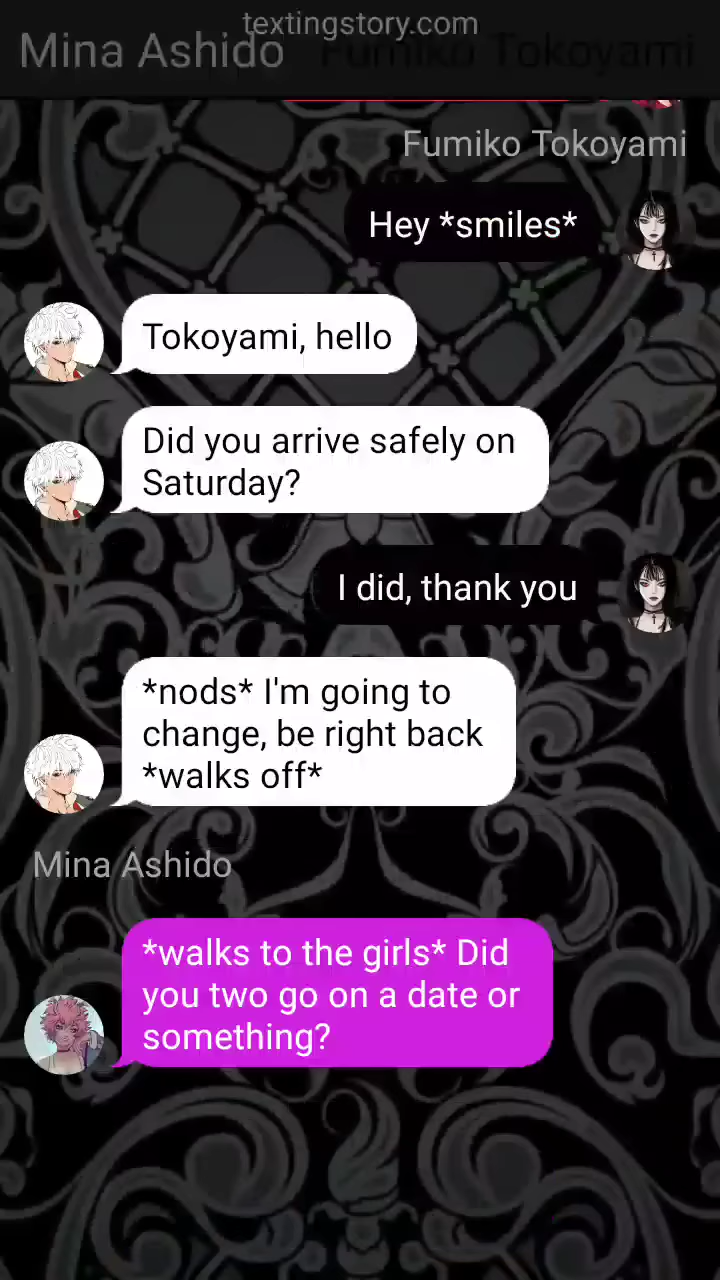 textingstory.com
Mina Ashido
Fumiko Tokoyami
Fumiko Tokoyami
Hey *smiles*
Tokoyami, hello
Did you arrive safely on
Saturday?
I did, thank you
*nods* I'm going to
change, be right back
*walks off*
Mina Ashido
*walks to the girls* Did
you two go on a date or
something?